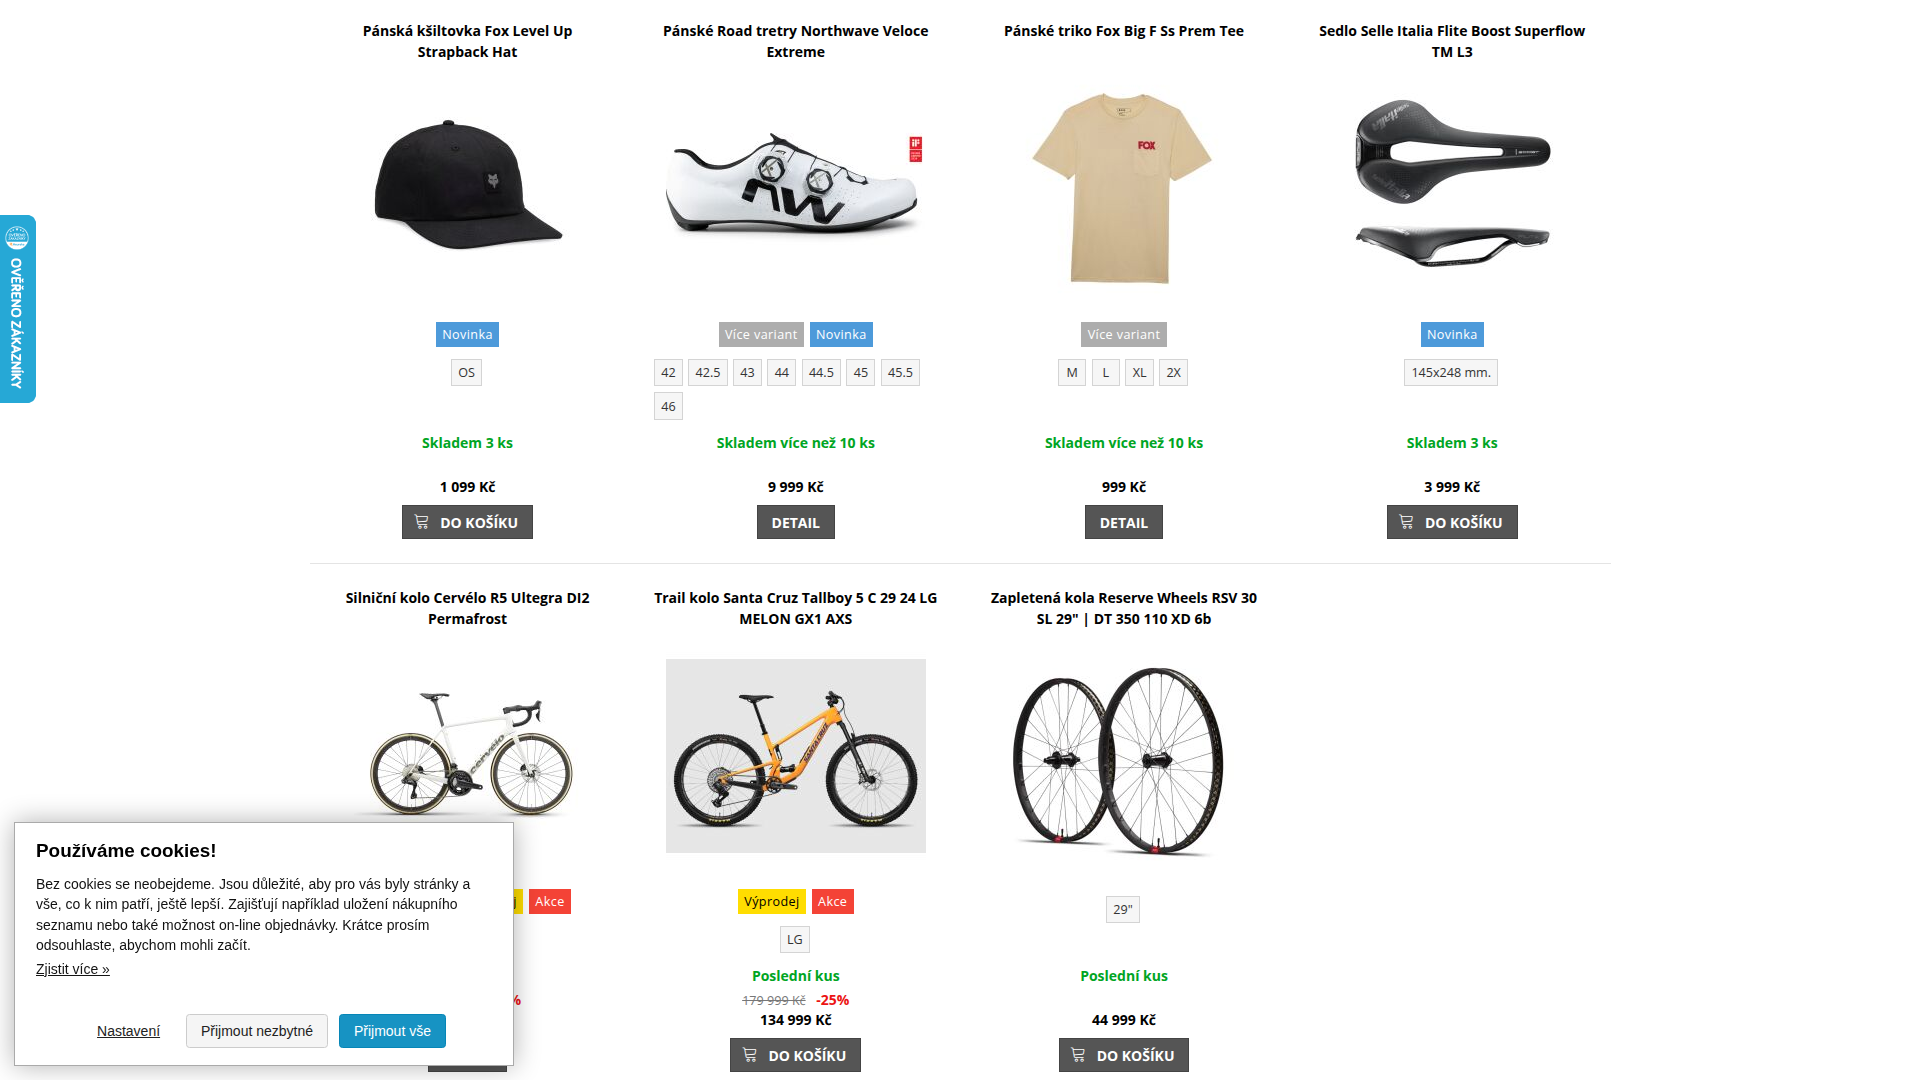 Pánská kšiltovka Fox Level Up
Strapback Hat
Pánské Road tretry Northwave Veloce
Extreme
Pánské triko Fox Big F Ss Prem Tee
Sedlo Selle Italia Flite Boost Superflow
TM L3
FOX
OVĚŘENO ZÁKAZNÍKY
Novinka
OS
Skladem 3 ks
1 099 Kč
DO KOŠÍKU
Více variant Novinka
42 42.5 43 44 44.5 45 45.5
46
Skladem více než 10 ks
9 999 Kč
DETAIL
Více variant
M L XL 2X
Skladem více než 10 ks
999 Kč
DETAIL
Novinka
145x248 mm.
Skladem 3 ks
3 999 Kč
DO KOŠÍKU
Silniční kolo Cervélo R5 Ultegra DI2
Permafrost
Trail kolo Santa Cruz Tallboy 5 C 29 24 LG
MELON GX1 AXS
Zapletená kola Reserve Wheels RSV 30
SL 29" | DT 350 110 XD 6b
cervélo
SANTA CRUZ
Akce
Výprodej Akce
LG
Poslední kus
179 999 Kč -25%
134 999 Kč
DO KOŠÍKU
29"
Poslední kus
44 999 Kč
DO KOŠÍKU
Používáme cookies!
Bez cookies se neobejdeme. Jsou důležité, aby pro vás byly stránky a
vše, co k nim patří, ještě lepší. Zajišťují například uložení nákupního
seznamu nebo také možnost on-line objednávky. Krátce prosím
odsouhlaste, abychom mohli začít.
Zjistit více »
Nastavení
Přijmout nezbytné
Přijmout vše